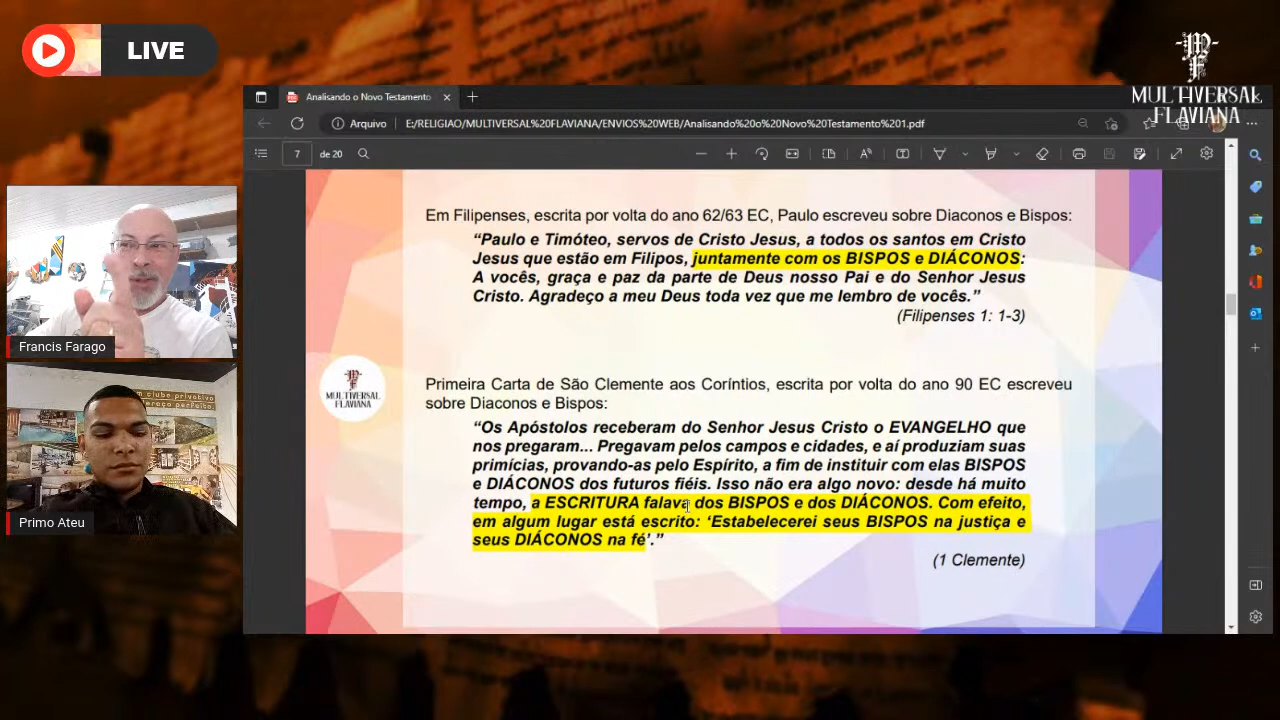 LIVE
MULTIVERSAL
FLAVIANA
Analisando o Novo Testamento
Arquivo E:/RELIGIAO/MULTIVERSAL%20FLAVIANA/ENVIOS%20WEB/Analisando%20o%20Novo%20Testamento%201.pdf
7 de 20
Em Filipenses, escrita por volta do ano 62/63 EC, Paulo escreveu sobre Diaconos e Bispos:
“Paulo e Timóteo, servos de Cristo Jesus, a todos os santos em Cristo
Jesus que estão em Filipos, juntamente com os BISPOS e DIÁCONOS:
A vocês, graça e paz da parte de Deus nosso Pai e do Senhor Jesus
Cristo. Agradeço a meu Deus toda vez que me lembro de vocês.”
(Filipenses 1: 1-3)
MULTIVERSAL
FLAVIANA
Primeira Carta de São Clemente aos Coríntios, escrita por volta do ano 90 EC escreveu
sobre Diaconos e Bispos:
“Os Apóstolos receberam do Senhor Jesus Cristo o EVANGELHO que
nos pregaram... Pregavam pelos campos e cidades, e aí produziam suas
primícias, provando-as pelo Espírito, a fim de instituir com elas BISPOS
e DIÁCONOS dos futuros fiéis. Isso não era algo novo: desde há muito
tempo, a ESCRITURA falava dos BISPOS e dos DIÁCONOS. Com efeito,
em algum lugar está escrito: ‘Estabelecerei seus BISPOS na justiça e
seus DIÁCONOS na fé’.”
(1 Clemente)
Francis Farago
clube privativo
perfeito.
Primo Ateu